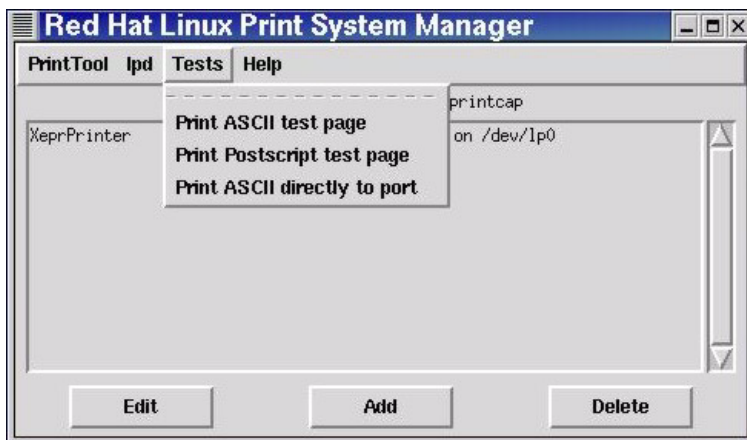 Red Hat Linux Print System Manager
PrintTool lpd Tests Help
printcap
XeprPrinter on /dev/lp0
Print ASCII test page
Print Postscript test page
Print ASCII directly to port
Edit Add Delete